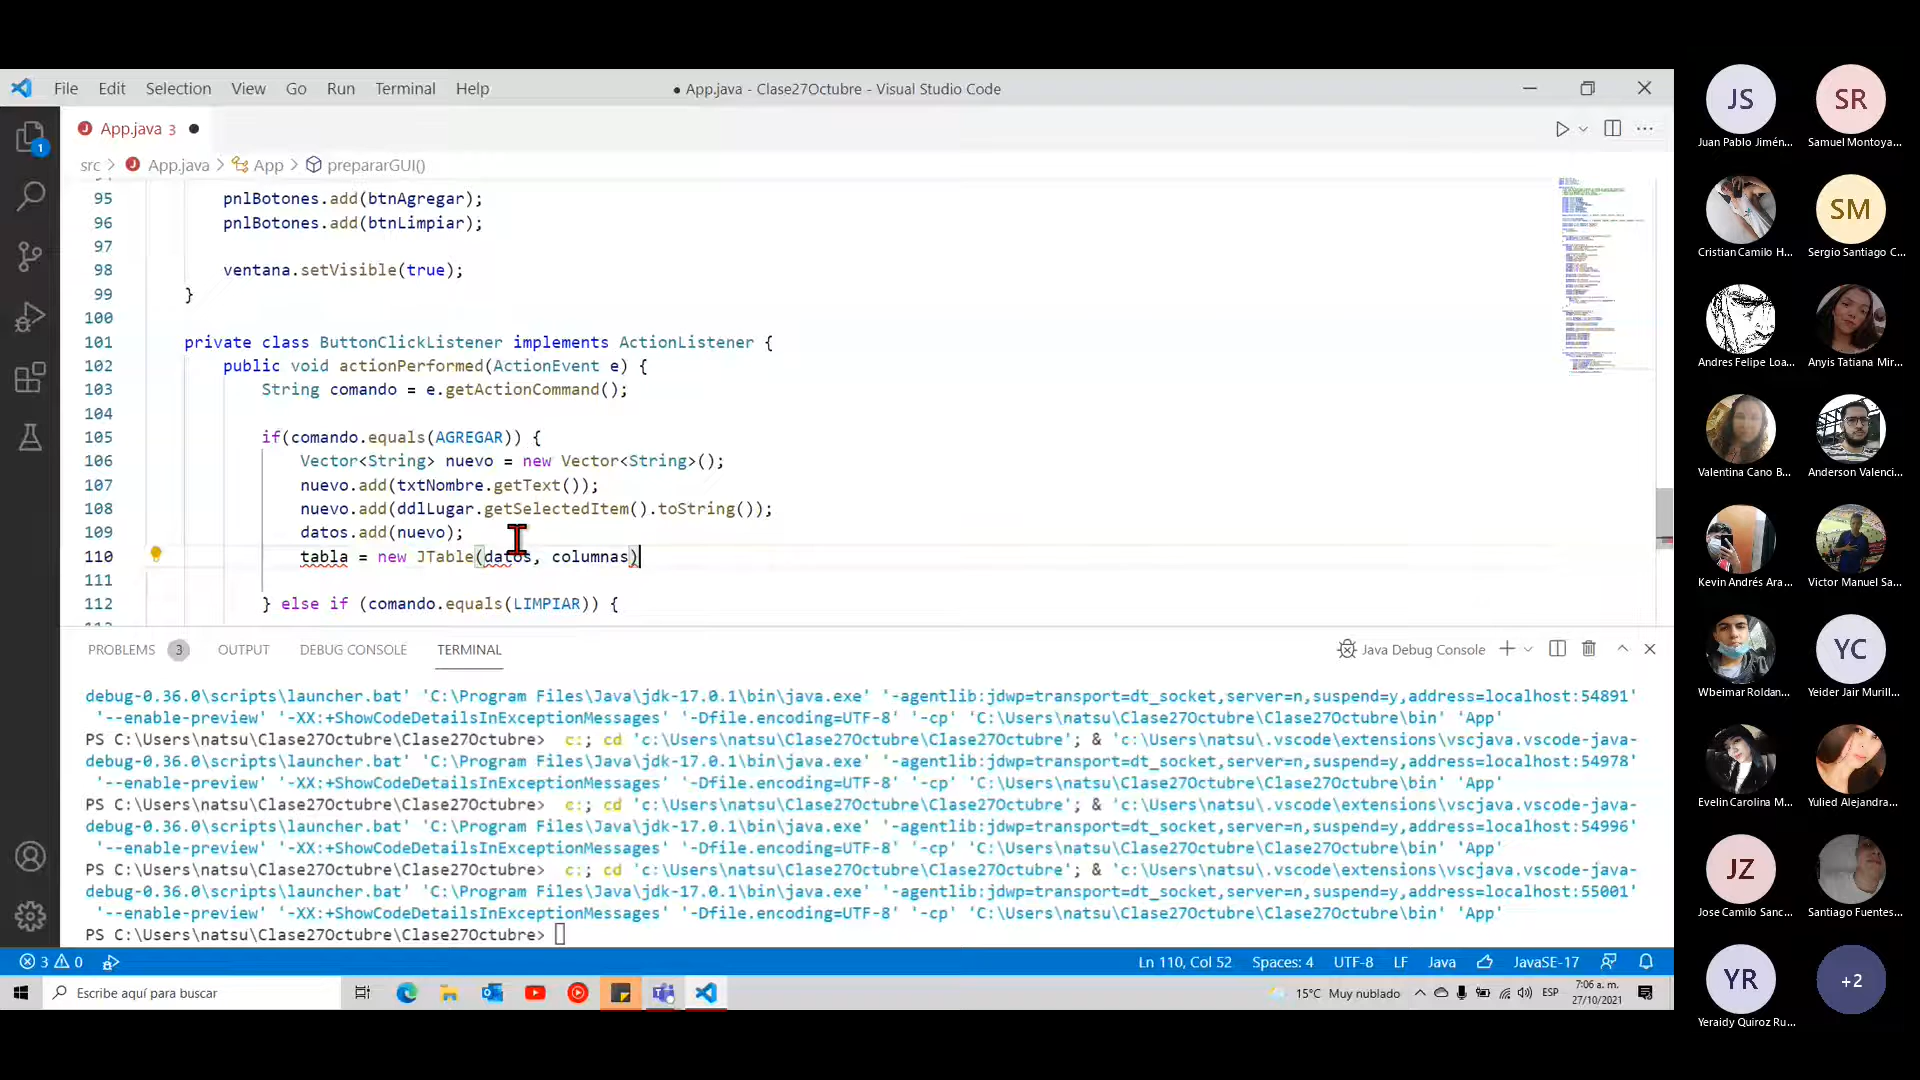 File Edit Selection View Go Run Terminal Help
● App.java - Clase27Octubre - Visual Studio Code
App.java 3 ●
src > App.java > App > prepararGUI()
95 pnlBotones.add(btnAgregar);
96 pnlBotones.add(btnLimpiar);
97
98 ventana.setVisible(true);
99 }
100
101 private class ButtonClickListener implements ActionListener {
102 public void actionPerformed(ActionEvent e) {
103 String comando = e.getActionCommand();
104
105 if(comando.equals(AGREGAR)) {
106 Vector<String> nuevo = new Vector<String>();
107 nuevo.add(txtNombre.getText());
108 nuevo.add(ddlLugar.getSelectedItem().toString());
109 datos.add(nuevo);
110 tabla = new JTable(datos, columnas)
111
112 } else if (comando.equals(LIMPIAR)) {
PROBLEMS 3 OUTPUT DEBUG CONSOLE TERMINAL
Java Debug Console
debug-0.36.0\scripts\launcher.bat' 'C:\Program Files\Java\jdk-17.0.1\bin\java.exe' '-agentlib:jdwp=transport=dt_socket,server=n,suspend=y,address=localhost:54891'
'--enable-preview' '-XX:+ShowCodeDetailsInExceptionMessages' '-Dfile.encoding=UTF-8' '-cp' 'C:\Users\natsu\Clase27Octubre\Clase27Octubre\bin' 'App'
PS C:\Users\natsu\Clase27Octubre\Clase27Octubre> c:; cd 'c:\Users\natsu\Clase27Octubre\Clase27Octubre'; & 'c:\Users\natsu\.vscode\extensions\vscjava.vscode-java-
debug-0.36.0\scripts\launcher.bat' 'C:\Program Files\Java\jdk-17.0.1\bin\java.exe' '-agentlib:jdwp=transport=dt_socket,server=n,suspend=y,address=localhost:54978'
'--enable-preview' '-XX:+ShowCodeDetailsInExceptionMessages' '-Dfile.encoding=UTF-8' '-cp' 'C:\Users\natsu\Clase27Octubre\Clase27Octubre\bin' 'App'
PS C:\Users\natsu\Clase27Octubre\Clase27Octubre> c:; cd 'c:\Users\natsu\Clase27Octubre\Clase27Octubre'; & 'c:\Users\natsu\.vscode\extensions\vscjava.vscode-java-
debug-0.36.0\scripts\launcher.bat' 'C:\Program Files\Java\jdk-17.0.1\bin\java.exe' '-agentlib:jdwp=transport=dt_socket,server=n,suspend=y,address=localhost:54996'
'--enable-preview' '-XX:+ShowCodeDetailsInExceptionMessages' '-Dfile.encoding=UTF-8' '-cp' 'C:\Users\natsu\Clase27Octubre\Clase27Octubre\bin' 'App'
PS C:\Users\natsu\Clase27Octubre\Clase27Octubre> c:; cd 'c:\Users\natsu\Clase27Octubre\Clase27Octubre'; & 'c:\Users\natsu\.vscode\extensions\vscjava.vscode-java-
debug-0.36.0\scripts\launcher.bat' 'C:\Program Files\Java\jdk-17.0.1\bin\java.exe' '-agentlib:jdwp=transport=dt_socket,server=n,suspend=y,address=localhost:55001'
'--enable-preview' '-XX:+ShowCodeDetailsInExceptionMessages' '-Dfile.encoding=UTF-8' '-cp' 'C:\Users\natsu\Clase27Octubre\Clase27Octubre\bin' 'App'
PS C:\Users\natsu\Clase27Octubre\Clase27Octubre>
3 0 Ln 110, Col 52 Spaces: 4 UTF-8 LF Java JavaSE-17
Escribe aquí para buscar
15°C Muy nublado ESP
7:06 a. m.
27/10/2021
1
JS SR
Juan Pablo Jimén... Samuel Montoya...
SM
Cristian Camilo H... Sergio Santiago C...
Andres Felipe Loa... Anyis Tatiana Mir...
Valentina Cano B... Anderson Valenci...
Kevin Andrés Ara... Victor Manuel Sa...
YC
Wbeimar Roldan... Yeider Jair Murill...
Evelin Carolina M... Yulied Alejandra...
JZ
Jose Camilo Sanc... Santiago Fuentes...
YR +2
Yeraidy Quiroz Ru...